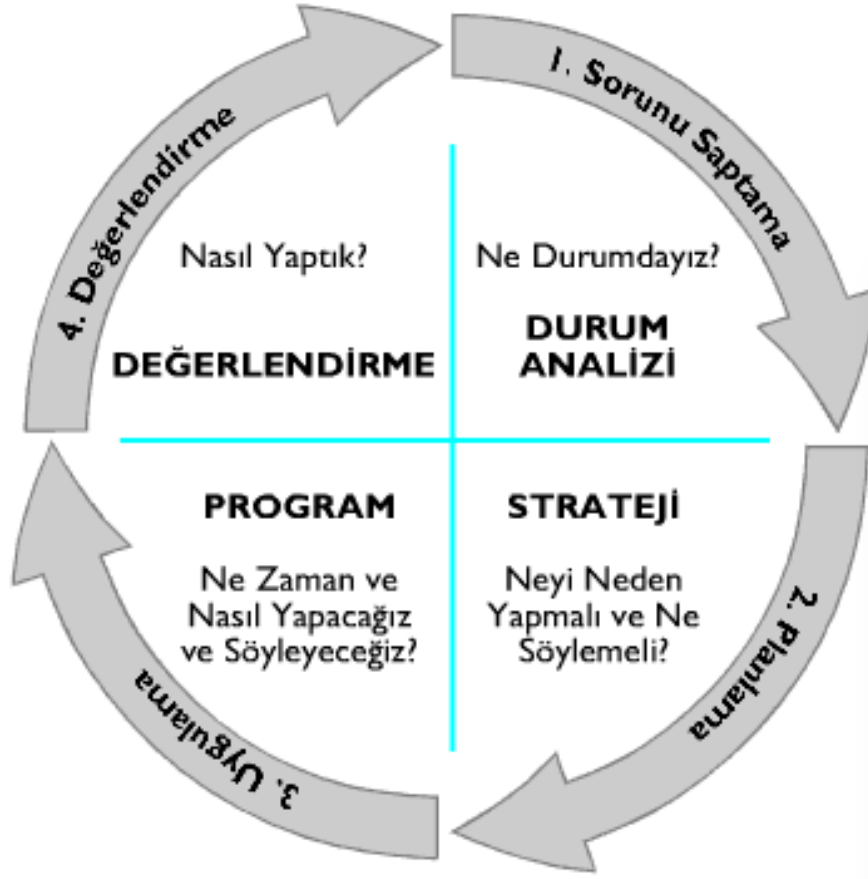 1. Sorunu Saptama
Ne Durumdayız?
DURUM
ANALİZİ
2. Planlama
STRATEJİ
Neyi Neden
Yapmalı ve Ne
Söylemeli?
3. Uygulama
PROGRAM
Ne Zaman ve
Nasıl Yapacağız
ve Söyleyeceğiz?
4. Değerlendirme
Nasıl Yaptık?
DEĞERLENDİRME